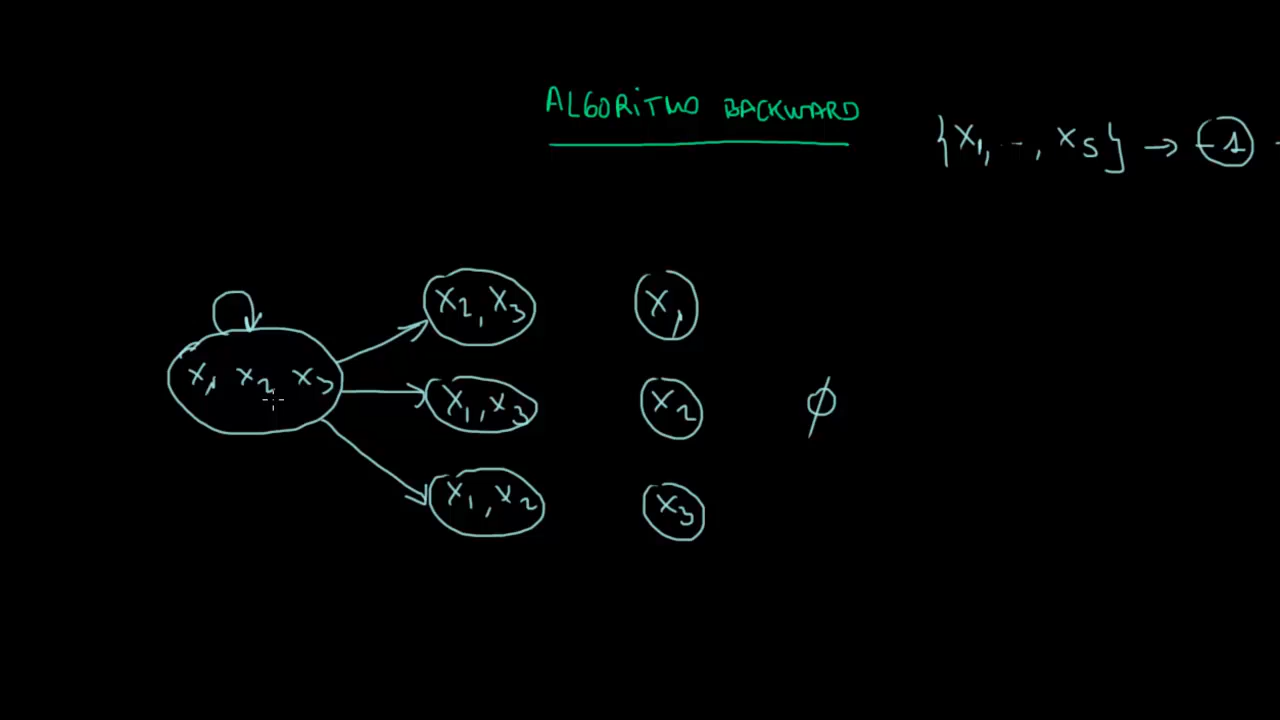 ALGORITMO BACKWARD
{x1, --, x5} → -1 -
x2, x3
x1
x1 x2 x3
x1, x3
x2
∅
x1, x2
x3